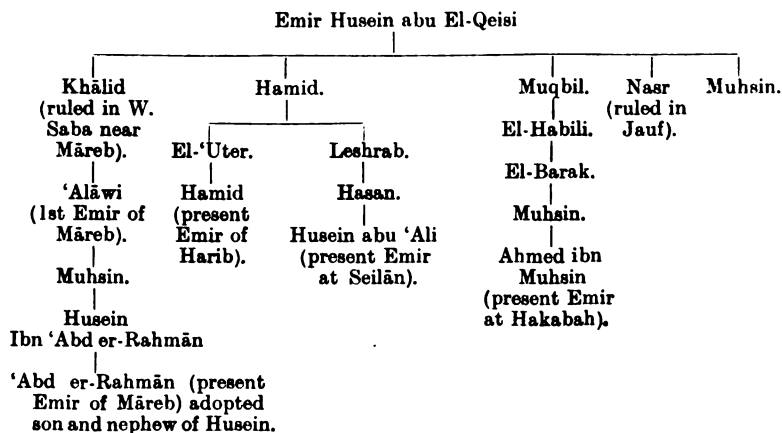 Emir Husein abu El-Qeisi
Khālid
(ruled in W.
Saba near
Māreb).
Hamid.
Muqbil.
Nasr
(ruled in
Jauf).
Muhsin.
El-‘Uter.
Leshrab.
El-Habili.
El-Barak.
‘Alāwi
(1st Emir of
Māreb).
Hamid
(present
Emir of
Harib).
Hasan.
Husein abu ‘Ali
(present Emir
at Seilān).
Muhsin.
Ahmed ibn
Muhsin
(present Emir
at Hakabah).
Muhsin.
Husein
Ibn ‘Abd er-Rahmān
‘Abd er-Rahmān (present
Emir of Māreb) adopted
son and nephew of Husein.